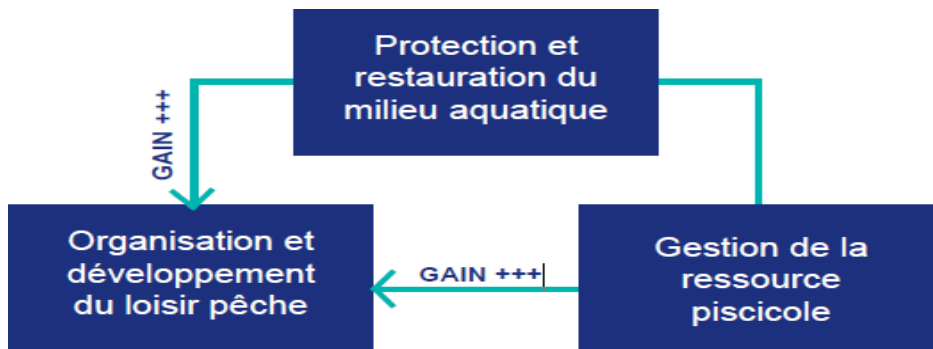 Protection et
restauration du
milieu aquatique
GAIN +++
Organisation et
développement
du loisir pêche
GAIN +++
Gestion de la
ressource
piscicole